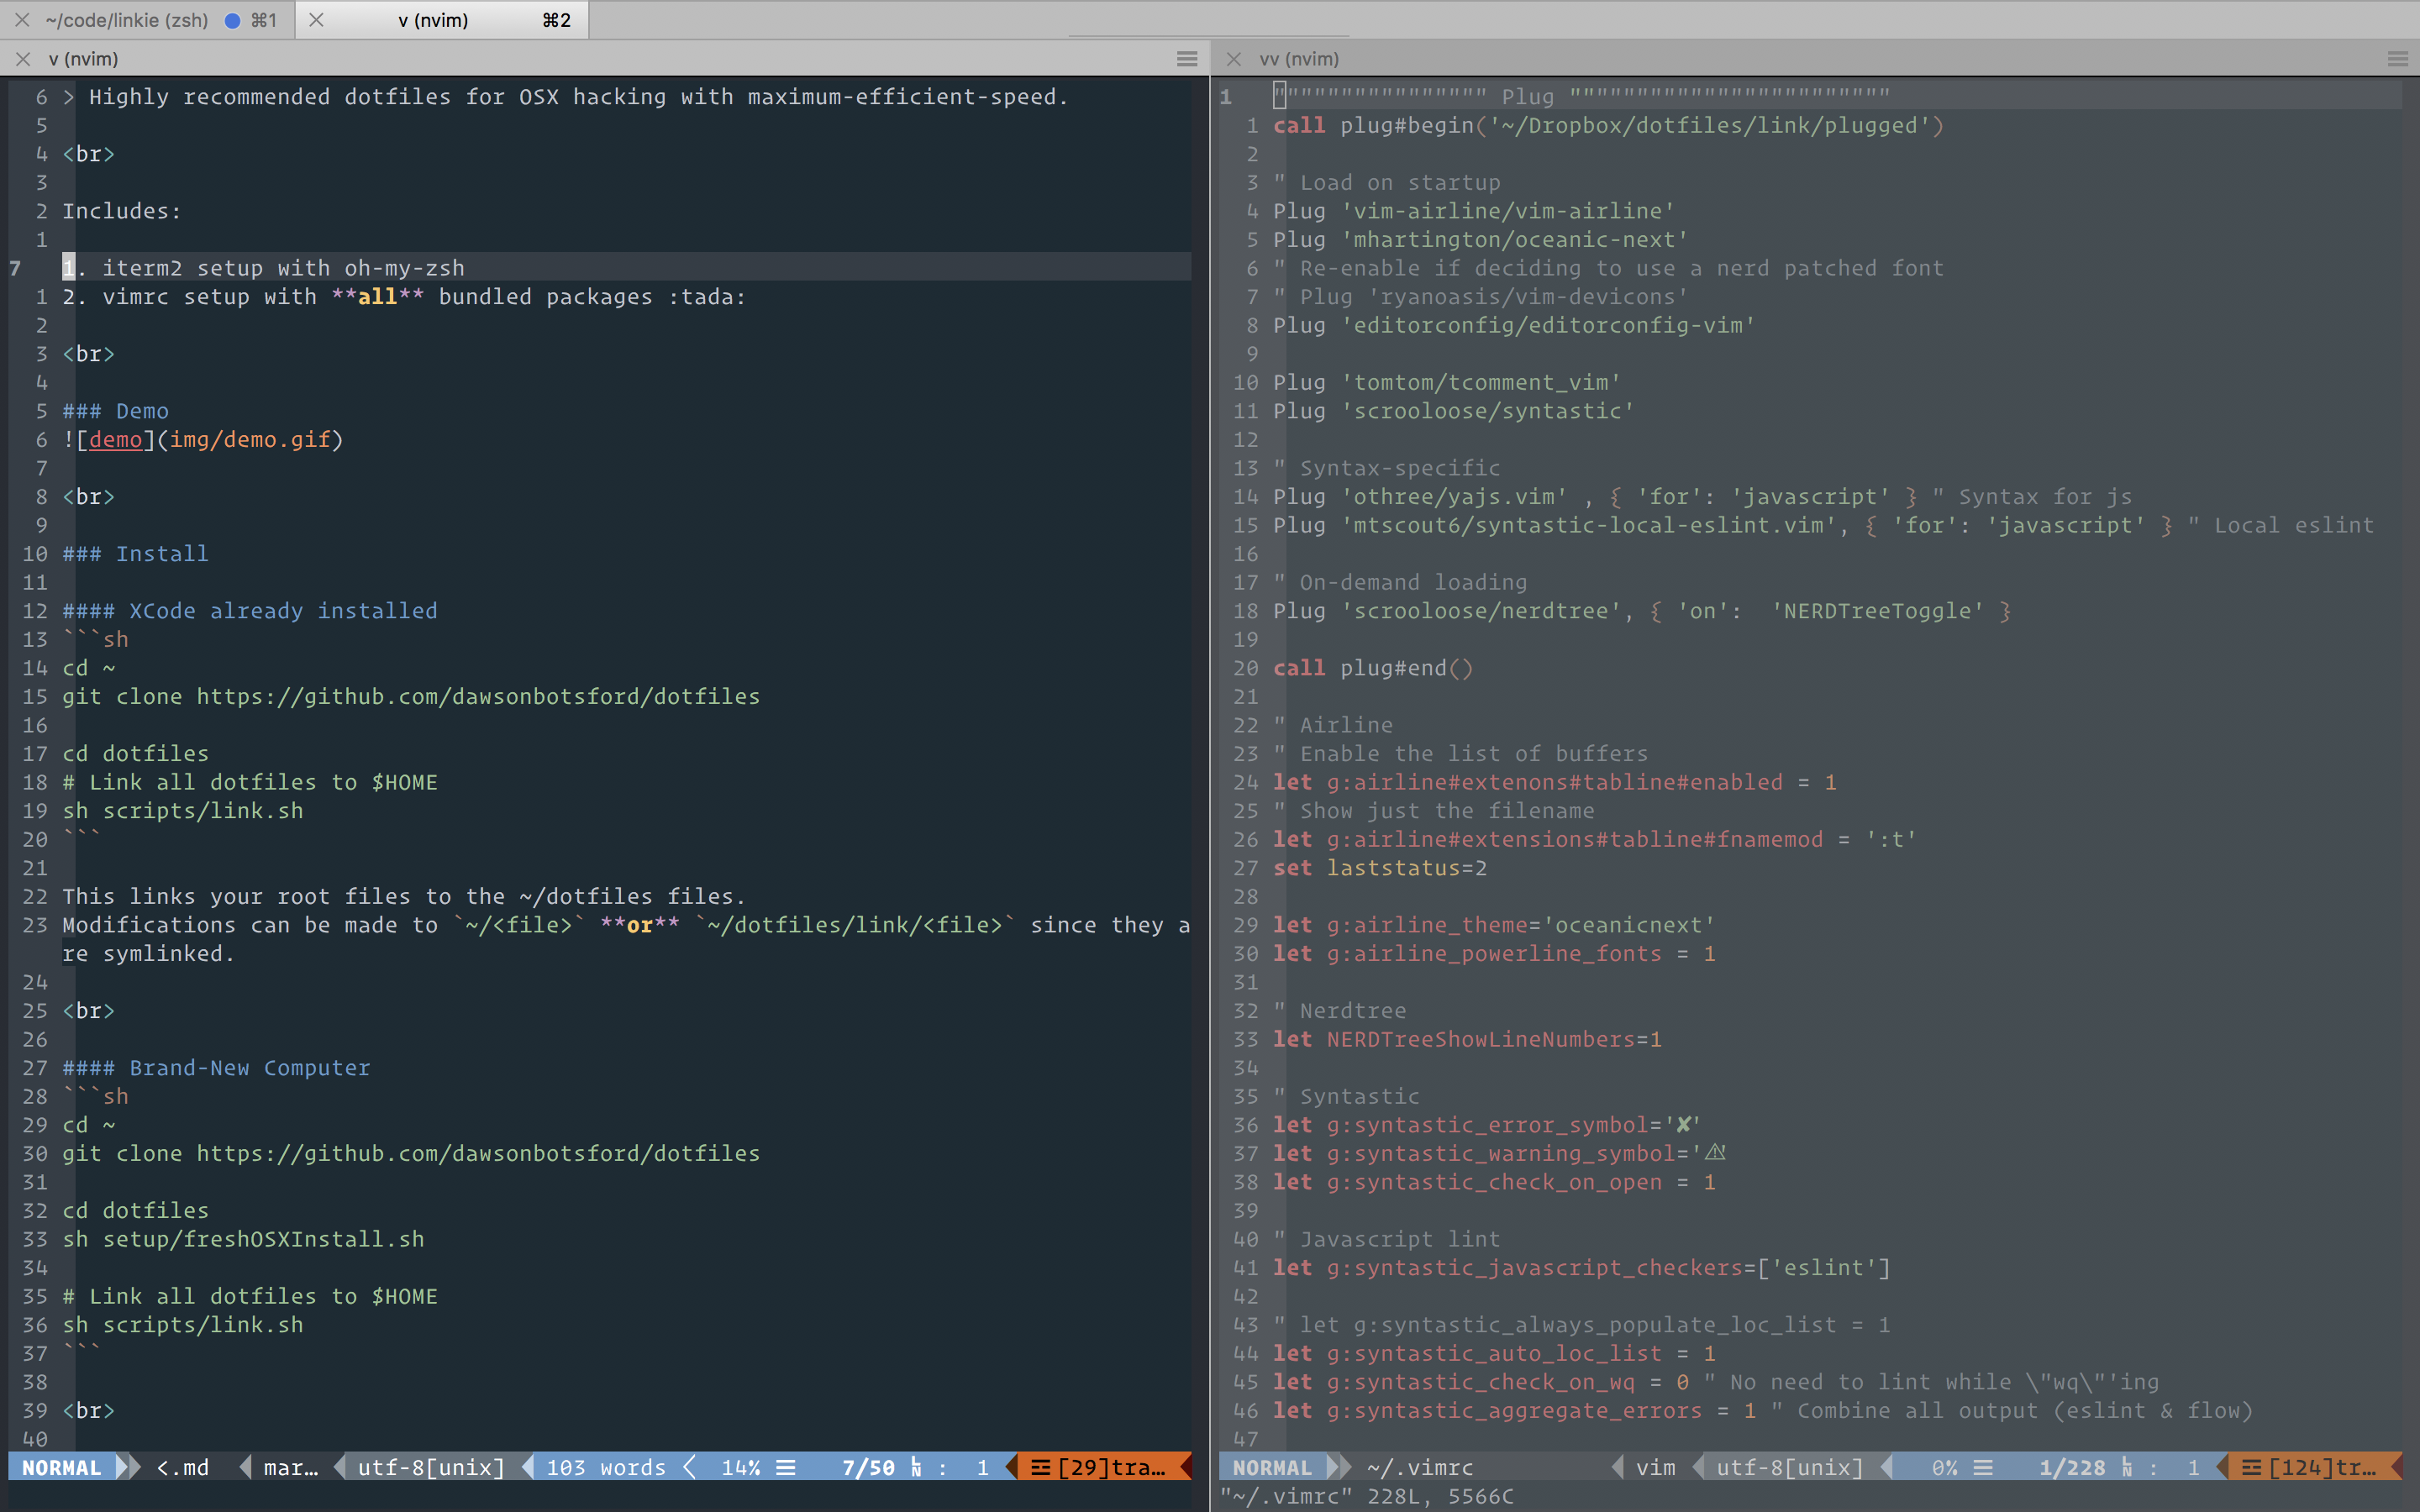 ~/code/linkie (zsh) ⌘1
v (nvim) ⌘2
v (nvim)
6 > Highly recommended dotfiles for OSX hacking with maximum-efficient-speed.
5
4 <br>
3
2 Includes:
1
7 1. iterm2 setup with oh-my-zsh
1 2. vimrc setup with **all** bundled packages :tada:
2
3 <br>
4
5 ### Demo
6 ![demo](img/demo.gif)
7
8 <br>
9
10 ### Install
11
12 #### XCode already installed
13 ```sh
14 cd ~
15 git clone https://github.com/dawsonbotsford/dotfiles
16
17 cd dotfiles
18 # Link all dotfiles to $HOME
19 sh scripts/link.sh
20 ```
21
22 This links your root files to the ~/dotfiles files.
23 Modifications can be made to `~/<file>` **or** `~/dotfiles/link/<file>` since they a
re symlinked.
24
25 <br>
26
27 #### Brand-New Computer
28 ```sh
29 cd ~
30 git clone https://github.com/dawsonbotsford/dotfiles
31
32 cd dotfiles
33 sh setup/freshOSXInstall.sh
34
35 # Link all dotfiles to $HOME
36 sh scripts/link.sh
37 ```
38
39 <br>
40
NORMAL <.md mar… utf-8[unix] 103 words 14% ☰ 7/50 ␤ : 1 ☲ [29]tra…
vv (nvim)
1 """""""""""""""" Plug """"""""""""""""""""""""
1 call plug#begin('~/Dropbox/dotfiles/link/plugged')
2
3 " Load on startup
4 Plug 'vim-airline/vim-airline'
5 Plug 'mhartington/oceanic-next'
6 " Re-enable if deciding to use a nerd patched font
7 " Plug 'ryanoasis/vim-devicons'
8 Plug 'editorconfig/editorconfig-vim'
9
10 Plug 'tomtom/tcomment_vim'
11 Plug 'scrooloose/syntastic'
12
13 " Syntax-specific
14 Plug 'othree/yajs.vim' , { 'for': 'javascript' } " Syntax for js
15 Plug 'mtscout6/syntastic-local-eslint.vim', { 'for': 'javascript' } " Local eslint
16
17 " On-demand loading
18 Plug 'scrooloose/nerdtree', { 'on':  'NERDTreeToggle' }
19
20 call plug#end()
21
22 " Airline
23 " Enable the list of buffers
24 let g:airline#extenons#tabline#enabled = 1
25 " Show just the filename
26 let g:airline#extensions#tabline#fnamemod = ':t'
27 set laststatus=2
28
29 let g:airline_theme='oceanicnext'
30 let g:airline_powerline_fonts = 1
31
32 " Nerdtree
33 let NERDTreeShowLineNumbers=1
34
35 " Syntastic
36 let g:syntastic_error_symbol='✘'
37 let g:syntastic_warning_symbol='⚠'
38 let g:syntastic_check_on_open = 1
39
40 " Javascript lint
41 let g:syntastic_javascript_checkers=['eslint']
42
43 " let g:syntastic_always_populate_loc_list = 1
44 let g:syntastic_auto_loc_list = 1
45 let g:syntastic_check_on_wq = 0 " No need to lint while \"wq\"'ing
46 let g:syntastic_aggregate_errors = 1 " Combine all output (eslint & flow)
47
NORMAL ~/.vimrc vim utf-8[unix] 0% ☰ 1/228 ␤ : 1 ☲ [124]tr…
"~/.vimrc" 228L, 5566C